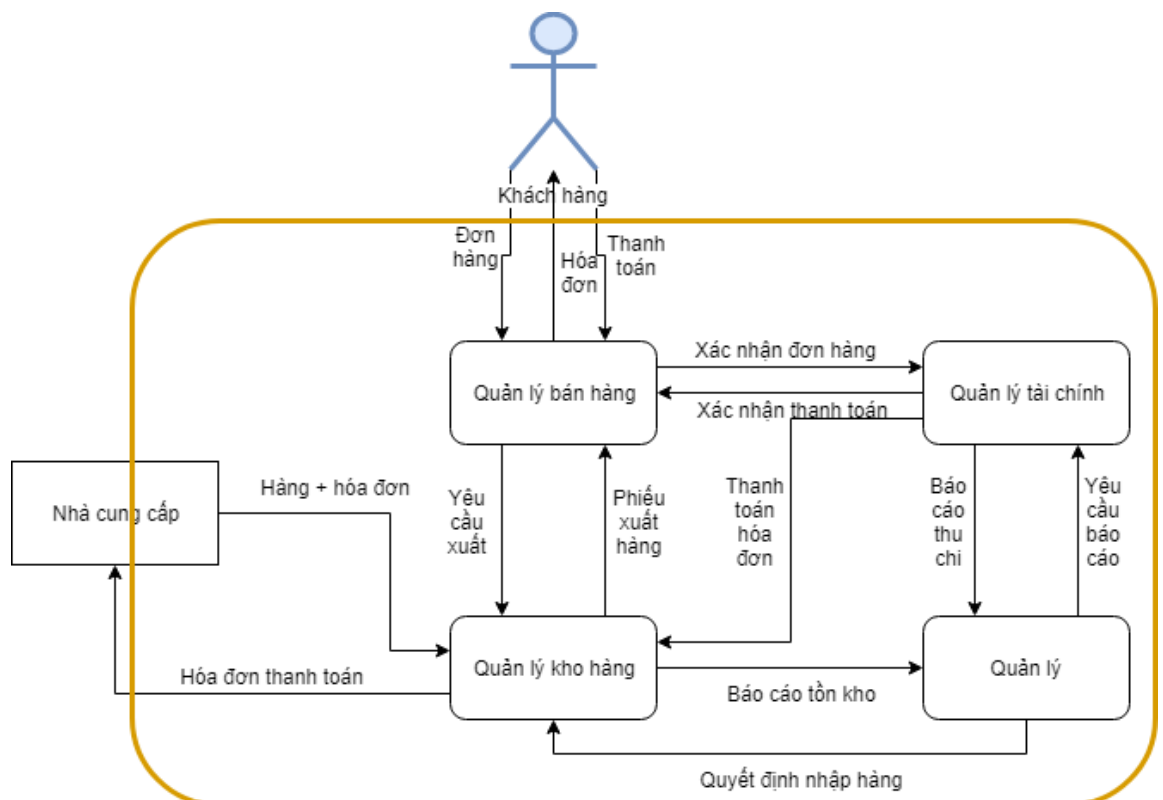 Khách hàng
Đơn
hàng
Hóa
đơn
Thanh
toán
Xác nhận đơn hàng
Quản lý bán hàng
Quản lý tài chính
Xác nhận thanh toán
Hàng + hóa đơn
Nhà cung cấp
Yêu
cầu
xuất
Phiếu
xuất
hàng
Thanh
toán
hóa
đơn
Báo
cáo
thu
chi
Yêu
cầu
báo
cáo
Quản lý kho hàng
Quản lý
Hóa đơn thanh toán
Báo cáo tồn kho
Quyết định nhập hàng